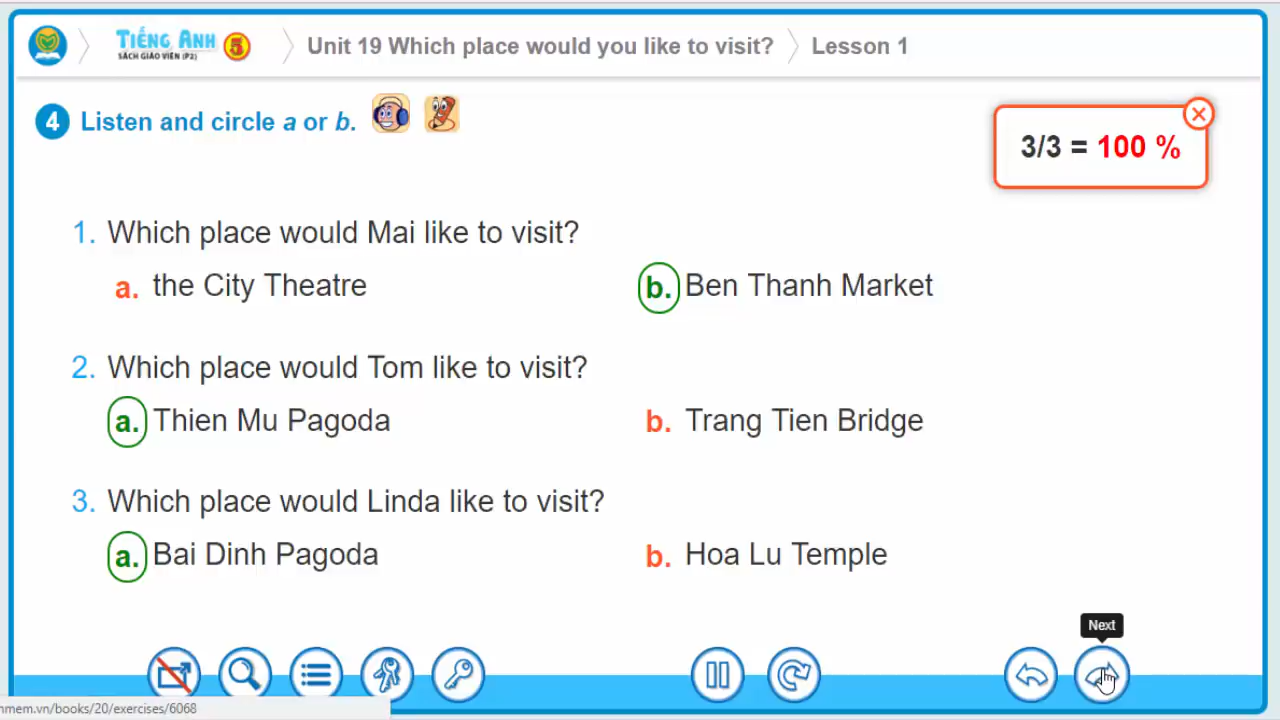 TIẾNG ANH 5
SÁCH GIÁO VIÊN (P2)
Unit 19 Which place would you like to visit?
Lesson 1
4 Listen and circle a or b.
3/3 = 100 %
1. Which place would Mai like to visit?
a. the City Theatre
b. Ben Thanh Market
2. Which place would Tom like to visit?
a. Thien Mu Pagoda
b. Trang Tien Bridge
3. Which place would Linda like to visit?
a. Bai Dinh Pagoda
b. Hoa Lu Temple
Next
nmem.vn/books/20/exercises/6068